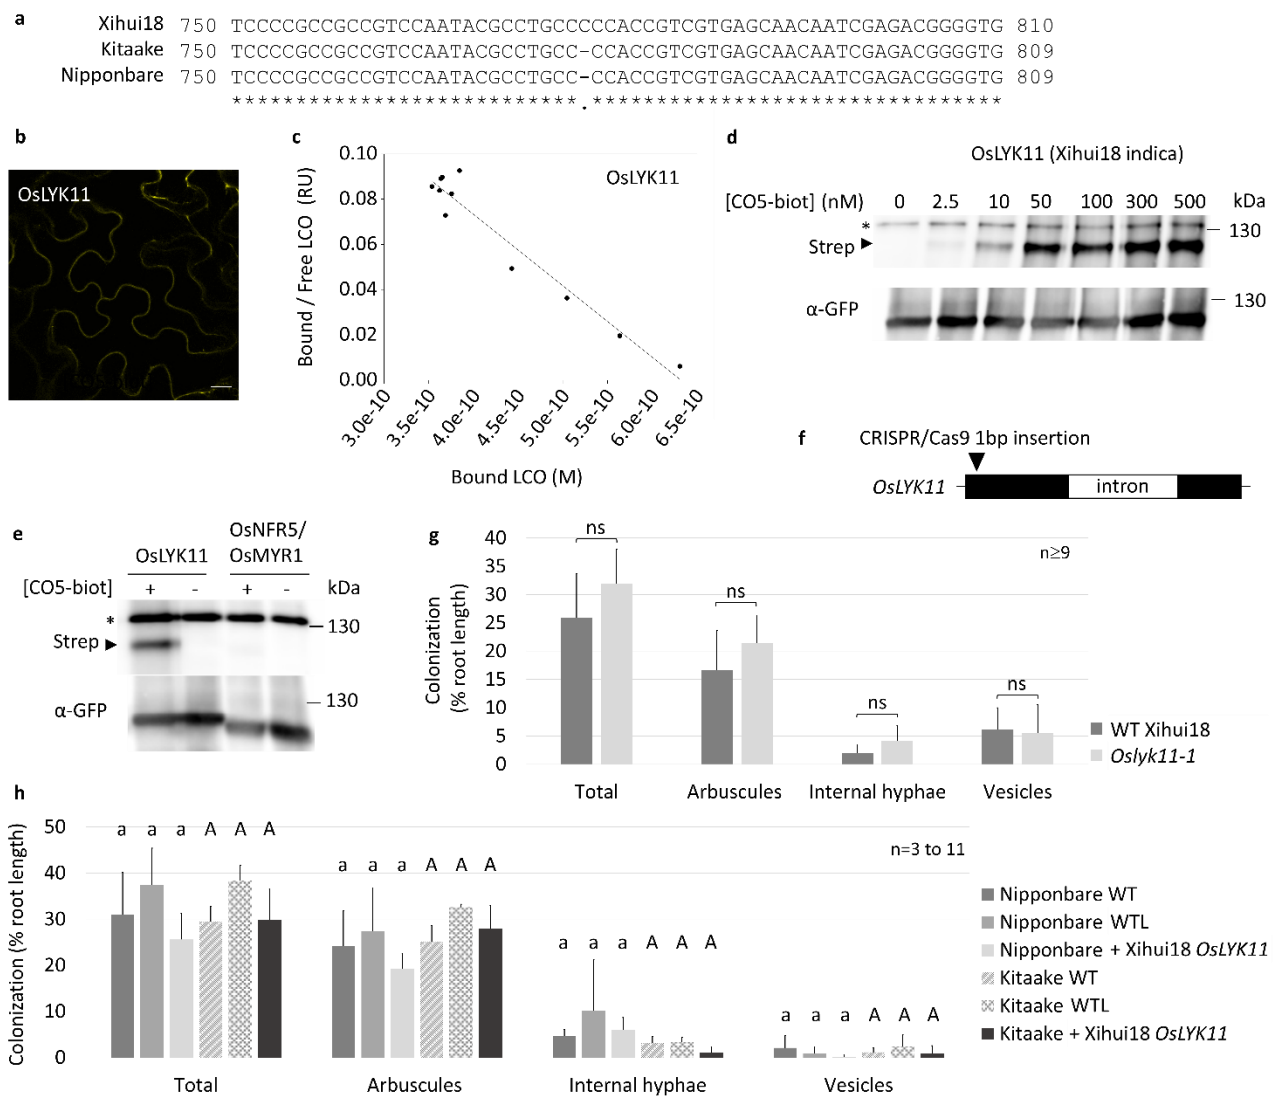 a
Xihui18 750 TCCCCGCCGCCGTCCAATACGCCTGCCCCCACCGTCGTGAGCAACAATCGAGACGGGGTG 810
Kitaake 750 TCCCCGCCGCCGTCCAATACGCCTGCC-CCACCGTCGTGAGCAACAATCGAGACGGGGTG 809
Nipponbare 750 TCCCCGCCGCCGTCCAATACGCCTGCC-CCACCGTCGTGAGCAACAATCGAGACGGGGTG 809
***************************.********************************
b
OsLYK11
c
OsLYK11
Bound / Free LCO (RU)
0.10
0.08
0.06
0.04
0.02
0.00
3.0e-10 3.5e-10 4.0e-10 4.5e-10 5.0e-10 5.5e-10 6.0e-10 6.5e-10
Bound LCO (M)
d
OsLYK11 (Xihui18 indica)
[CO5-biot] (nM) 0 2.5 10 50 100 300 500 kDa
*
130
Strep
130
α-GFP
f
CRISPR/Cas9 1bp insertion
OsLYK11 intron
e
OsLYK11
OsNFR5/
OsMYR1
[CO5-biot] + - + - kDa
*
130
Strep
130
α-GFP
g
n≥9
Colonization
(% root length)
40
35
30
25
20
15
10
5
0
ns
ns
ns
ns
Total Arbuscules Internal hyphae Vesicles
WT Xihui18
Oslyk11-1
h
n=3 to 11
Colonization (% root length)
50
40
30
20
10
0
a a a A A A
a a a A A A
a a a A A A
a a a A A A
Total Arbuscules Internal hyphae Vesicles
Nipponbare WT
Nipponbare WTL
Nipponbare + Xihui18 OsLYK11
Kitaake WT
Kitaake WTL
Kitaake + Xihui18 OsLYK11